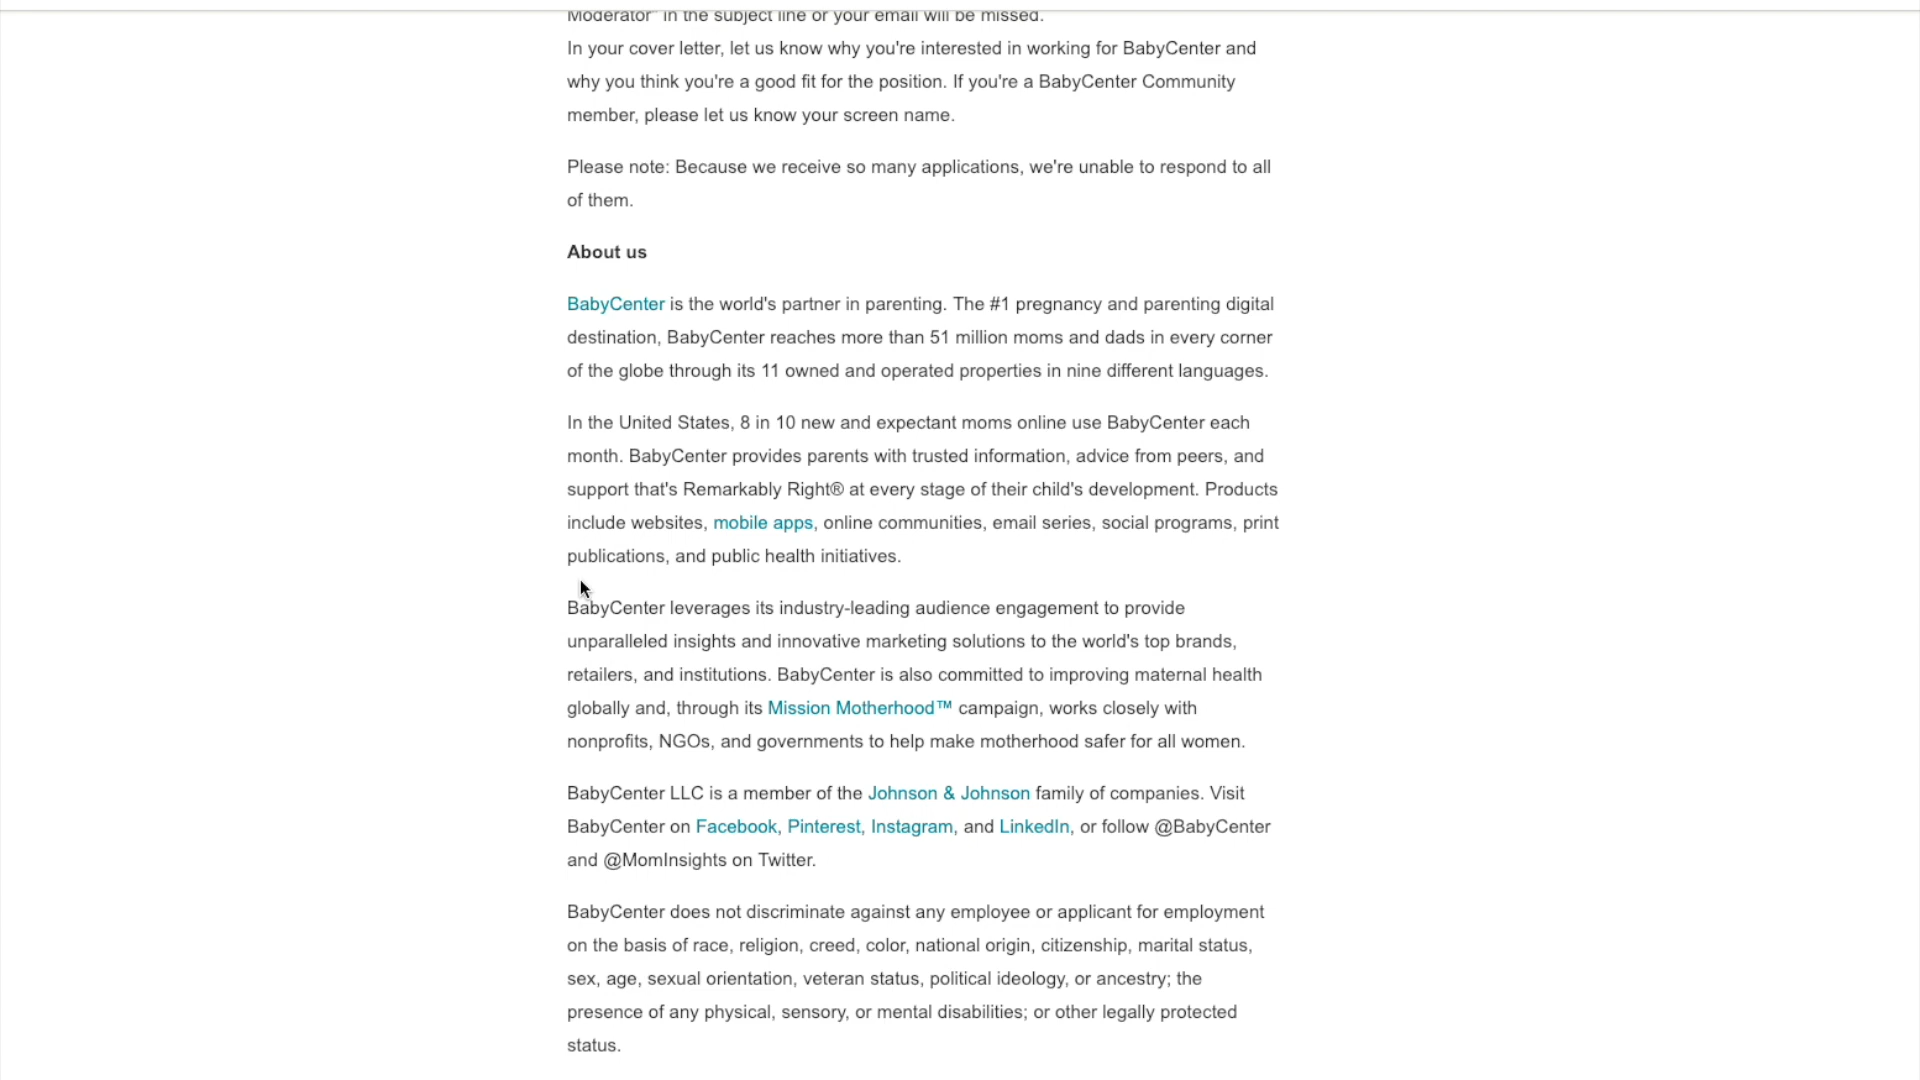 Moderator" in the subject line or your email will be missed.
In your cover letter, let us know why you're interested in working for BabyCenter and
why you think you're a good fit for the position. If you're a BabyCenter Community
member, please let us know your screen name.
Please note: Because we receive so many applications, we're unable to respond to all
of them.
About us
BabyCenter is the world's partner in parenting. The #1 pregnancy and parenting digital
destination, BabyCenter reaches more than 51 million moms and dads in every corner
of the globe through its 11 owned and operated properties in nine different languages.
In the United States, 8 in 10 new and expectant moms online use BabyCenter each
month. BabyCenter provides parents with trusted information, advice from peers, and
support that's Remarkably Right® at every stage of their child's development. Products
include websites, mobile apps, online communities, email series, social programs, print
publications, and public health initiatives.
BabyCenter leverages its industry-leading audience engagement to provide
unparalleled insights and innovative marketing solutions to the world's top brands,
retailers, and institutions. BabyCenter is also committed to improving maternal health
globally and, through its Mission Motherhood™ campaign, works closely with
nonprofits, NGOs, and governments to help make motherhood safer for all women.
BabyCenter LLC is a member of the Johnson & Johnson family of companies. Visit
BabyCenter on Facebook, Pinterest, Instagram, and LinkedIn, or follow @BabyCenter
and @MomInsights on Twitter.
BabyCenter does not discriminate against any employee or applicant for employment
on the basis of race, religion, creed, color, national origin, citizenship, marital status,
sex, age, sexual orientation, veteran status, political ideology, or ancestry; the
presence of any physical, sensory, or mental disabilities; or other legally protected
status.